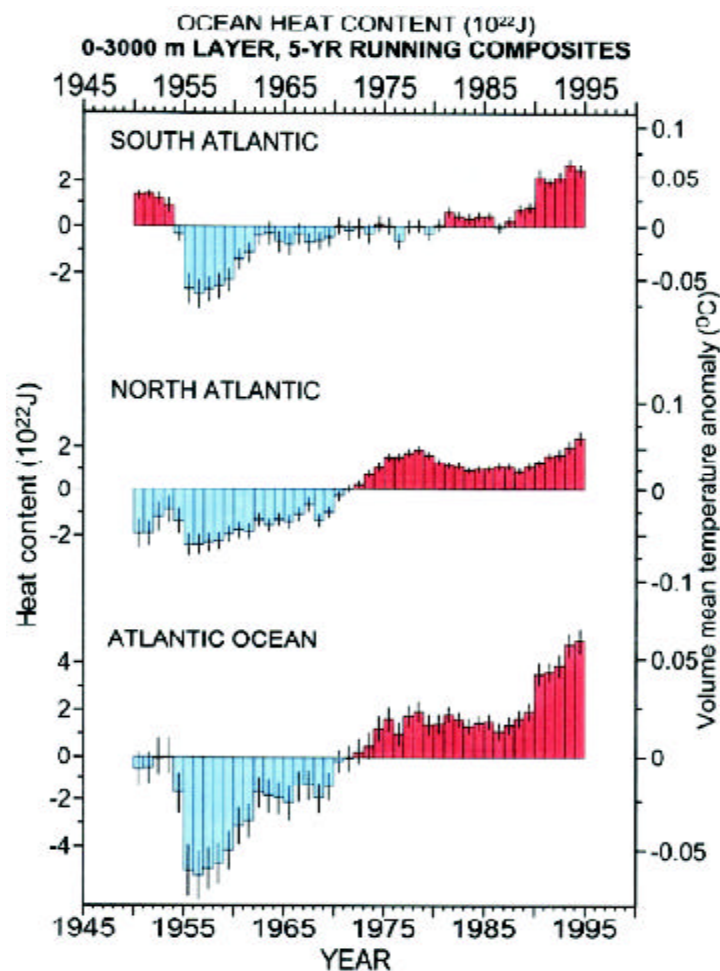 OCEAN HEAT CONTENT (10²²J)
0-3000 m LAYER, 5-YR RUNNING COMPOSITES
1945 1955 1965 1975 1985 1995
SOUTH ATLANTIC
2
0
-2
0.1
0.05
0
-0.05
NORTH ATLANTIC
2
0
-2
0.1
0
-0.1
ATLANTIC OCEAN
4
2
0
-2
-4
0.05
0
-0.05
Heat content (10²²J)
Volume mean temperature anomaly (⁰C)
1945 1955 1965 1975 1985 1995
YEAR